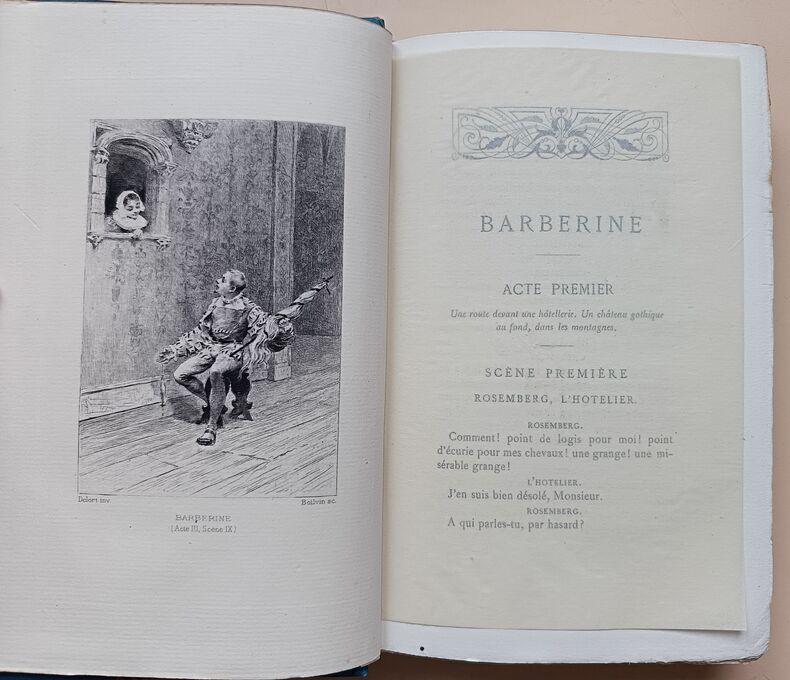 Delort inv.
Boilvin sc.
BARBERINE
(Acte III, Scène IX)
BARBERINE
ACTE PREMIER
Une route devant une hôtellerie. Un château gothique
au fond, dans les montagnes.
SCÈNE PREMIÈRE
ROSEMBERG, L'HOTELIER.
ROSEMBERG.
Comment! point de logis pour moi! point
d'écurie pour mes chevaux! une grange! une mi-
sérable grange!
L'HOTELIER.
J'en suis bien désolé, Monsieur.
ROSEMBERG.
A qui parles-tu, par hasard?